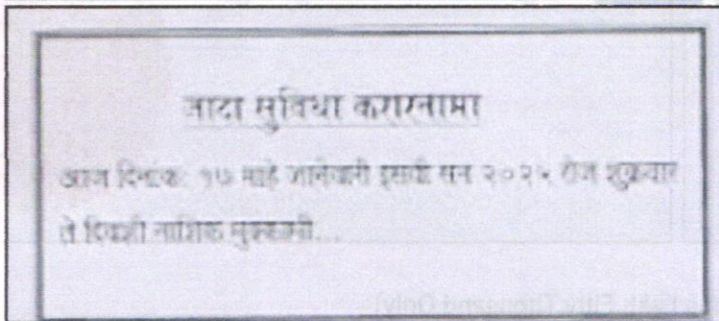 जादा सुविधा करारनामा
आज दिनांक: १७ माहे जानेवारी इसवी सन २०२५ रोज शुक्रवार
ते दिवशी नाशिक मुक्कामी...